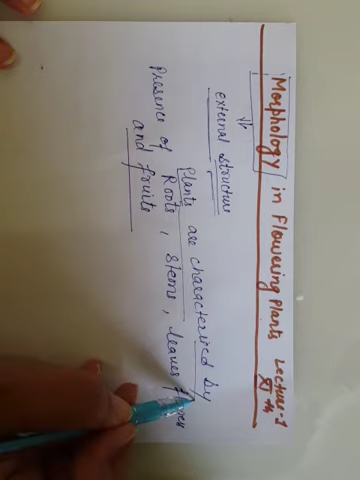 Morphology in Flowering Plants Lecture-1
XI th
external structure
Plants are characterized by
Presence of Roots, Stems, leaves
and fruits